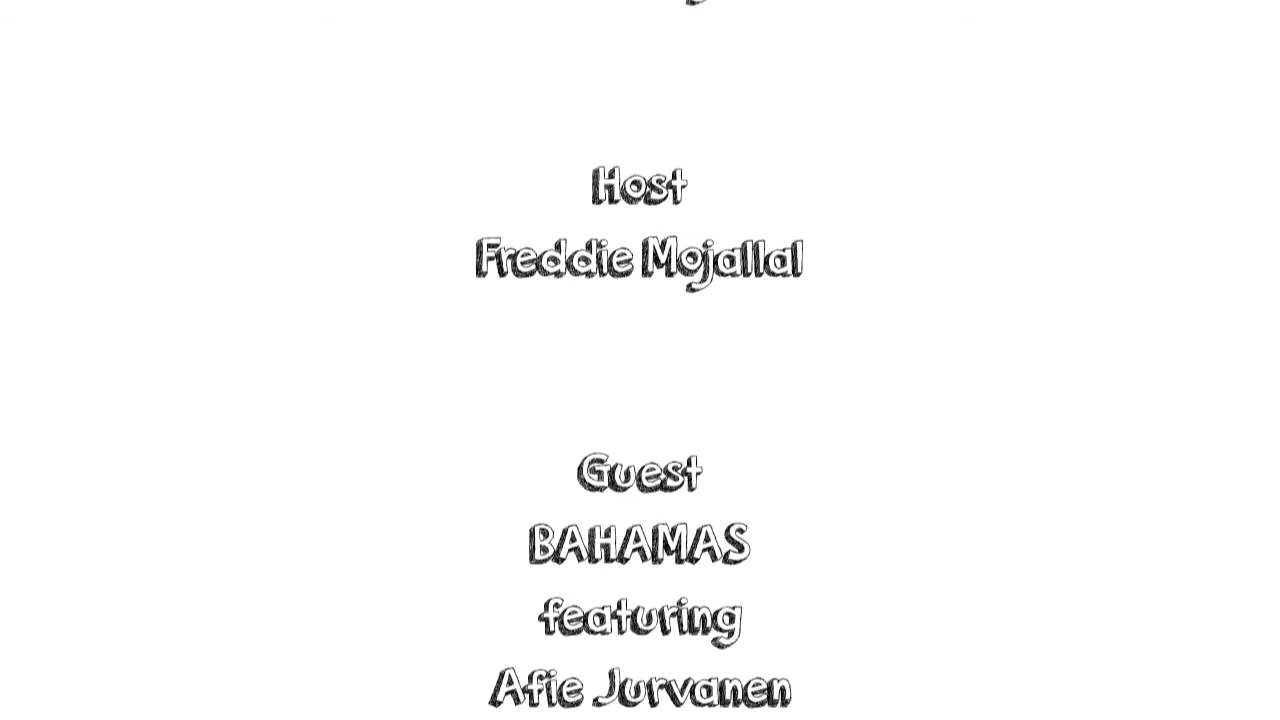 Host
Freddie Mojallal
Guest
BAHAMAS
featuring
Afie Jurvanen